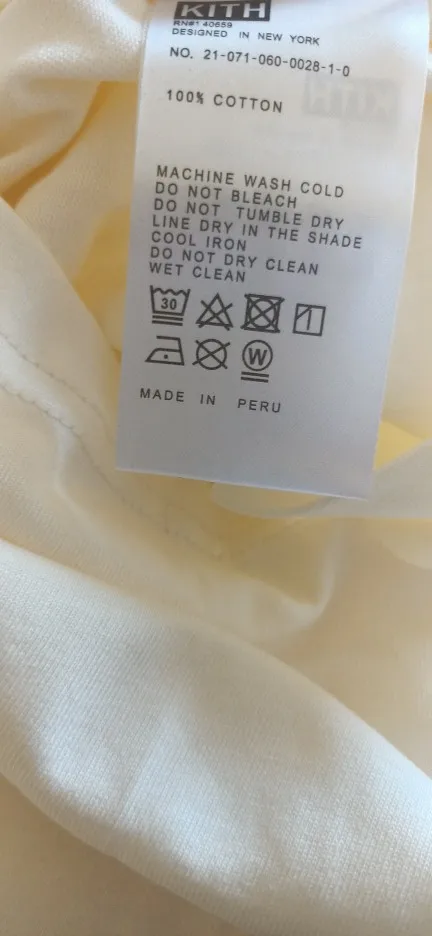 KITH
RN#140659
DESIGNED IN NEW YORK
NO. 21-071-060-0028-1-0
100% COTTON
MACHINE WASH COLD
DO NOT BLEACH
DO NOT TUMBLE DRY
LINE DRY IN THE SHADE
COOL IRON
DO NOT DRY CLEAN
WET CLEAN
30
W
MADE IN PERU